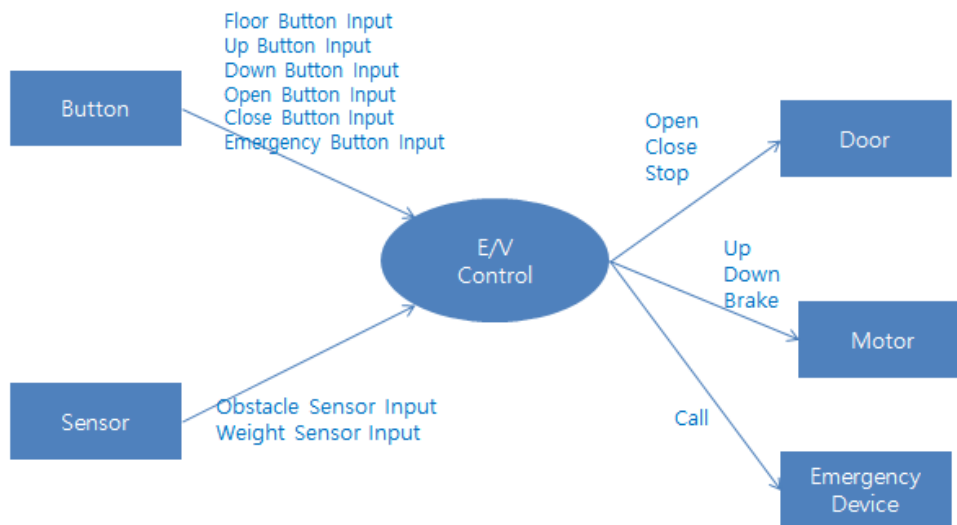 Floor Button Input
Up Button Input
Down Button Input
Open Button Input
Close Button Input
Emergency Button Input
Button
Open
Close
Stop
Door
E/V
Control
Up
Down
Brake
Motor
Sensor
Obstacle Sensor Input
Weight Sensor Input
Call
Emergency
Device